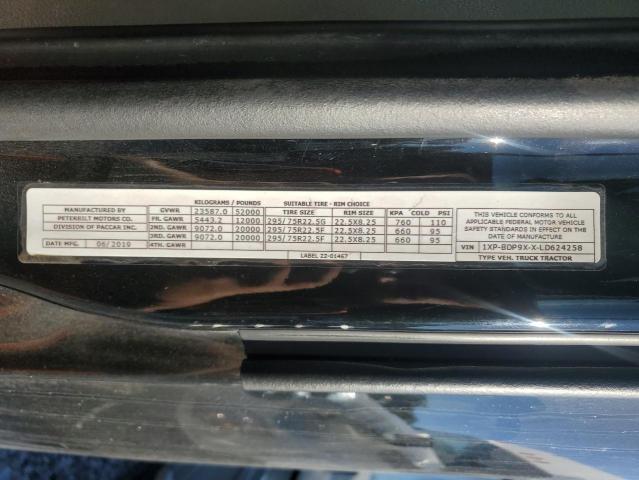 KILOGRAMS / POUNDS SUITABLE TIRE - RIM CHOICE
MANUFACTURED BY GVWR 23587.0 52000 TIRE SIZE RIM SIZE KPA COLD PSI
PETERBILT MOTORS CO. FR. GAWR 5443.2 12000 295/75R22.5G 22.5X8.25 760 110
DIVISION OF PACCAR INC. 2ND. GAWR 9072.0 20000 295/75R22.5F 22.5X8.25 660 95
3RD. GAWR 9072.0 20000 295/75R22.5F 22.5X8.25 660 95
DATE MFG. 06/2019 4TH. GAWR
LABEL 22-01467
THIS VEHICLE CONFORMS TO ALL
APPLICABLE FEDERAL MOTOR VEHICLE
SAFETY STANDARDS IN EFFECT ON THE
DATE OF MANUFACTURE
VIN 1XP-BDP9X-X-LD624258
TYPE VEH. TRUCK TRACTOR